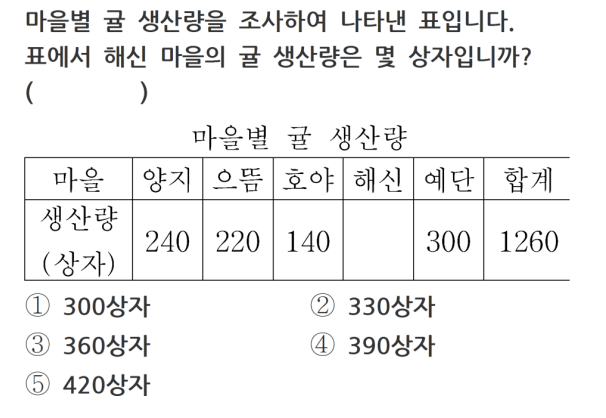 마을별 귤 생산량을 조사하여 나타낸 표입니다.
표에서 해신 마을의 귤 생산량은 몇 상자입니까?
( )
마을별 귤 생산량
마을 양지 으뜸 호야 해신 예단 합계
생산량
(상자) 240 220 140 300 1260
① 300상자 ② 330상자
③ 360상자 ④ 390상자
⑤ 420상자